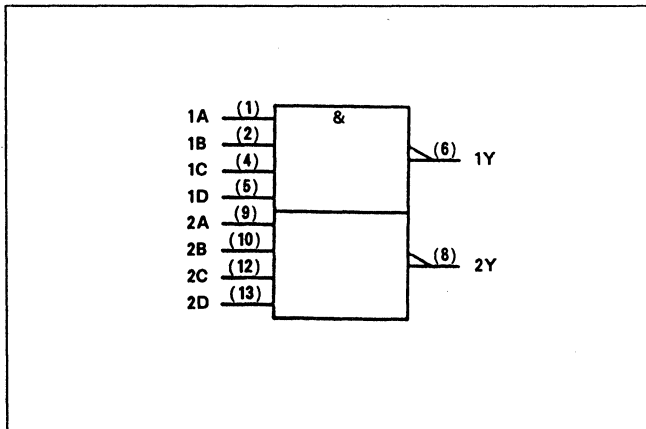 &
1A (1)
1B (2)
1C (4)
1D (5)
2A (9)
2B (10)
2C (12)
2D (13)
(6) 1Y
(8) 2Y